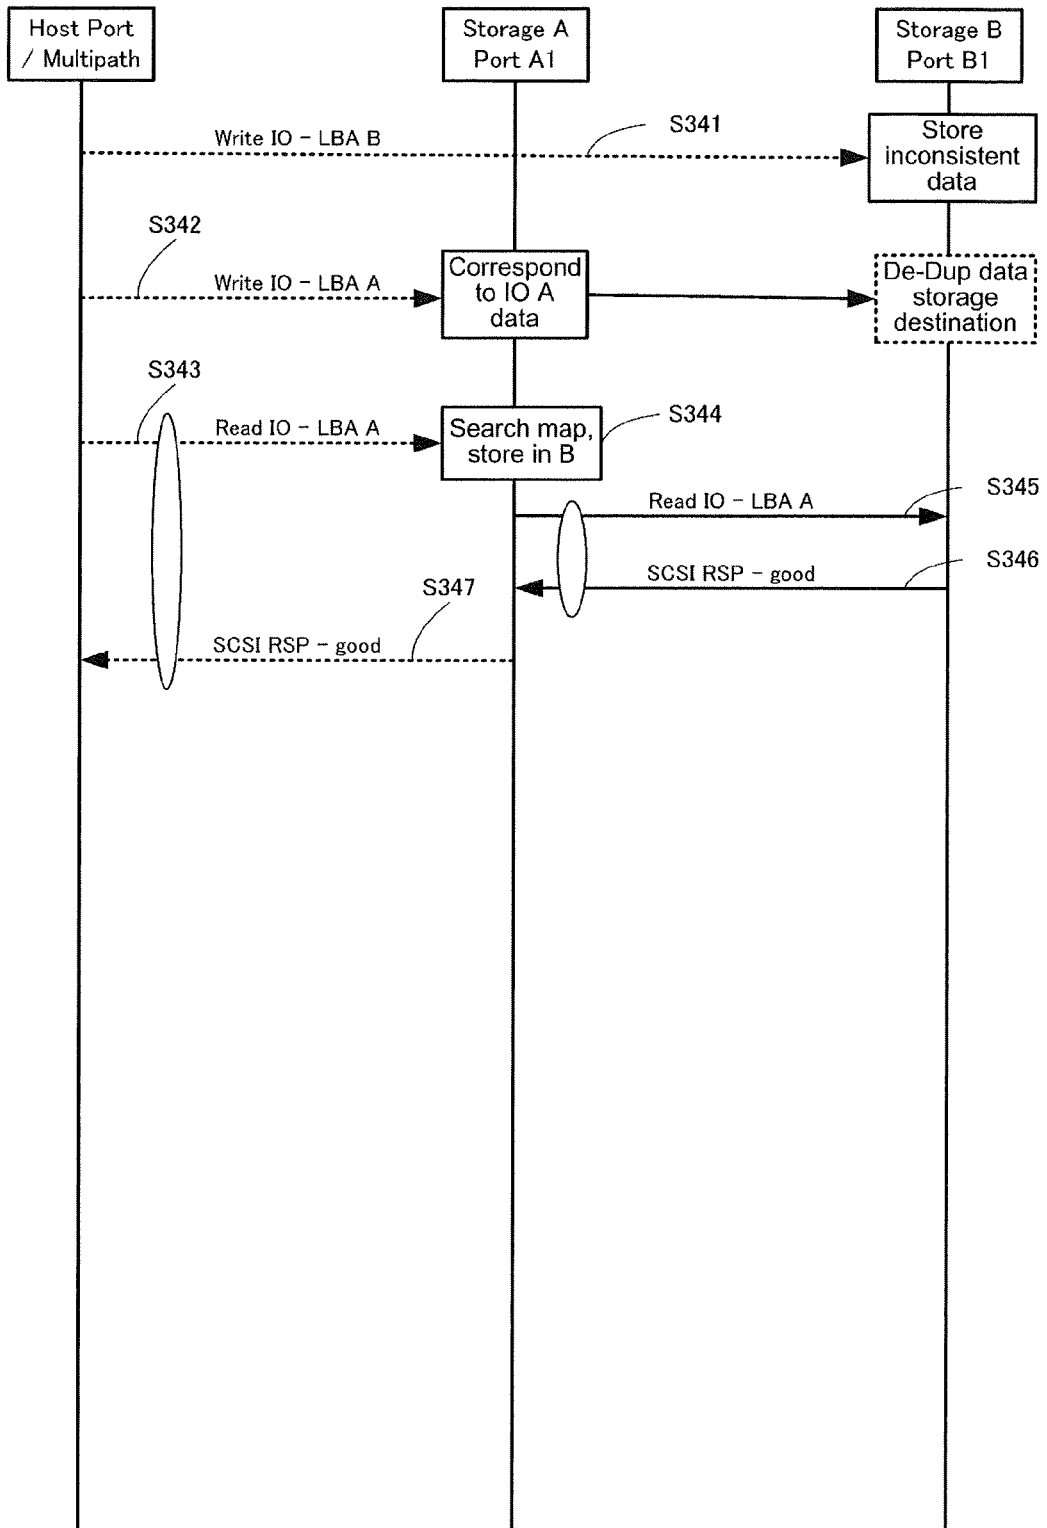 Host Port
/ Multipath
Storage A
Port A1
Storage B
Port B1
Write IO - LBA B
S341
Store
inconsistent
data
S342
Write IO - LBA A
Correspond
to IO A
data
De-Dup data
storage
destination
S343
Read IO - LBA A
Search map,
store in B
S344
Read IO - LBA A
S345
SCSI RSP - good
S346
S347
SCSI RSP - good